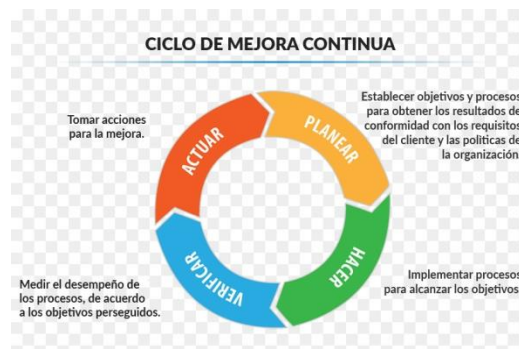 CICLO DE MEJORA CONTINUA
Tomar acciones
para la mejora.
ACTUAR
PLANEAR
Establecer objetivos y procesos
para obtener los resultados de
conformidad con los requisitos
del cliente y las políticas de
la organización
Medir el desempeño de
los procesos, de acuerdo
a los objetivos perseguidos.
VERIFICAR
HACER
Implementar procesos
para alcanzar los objetivos